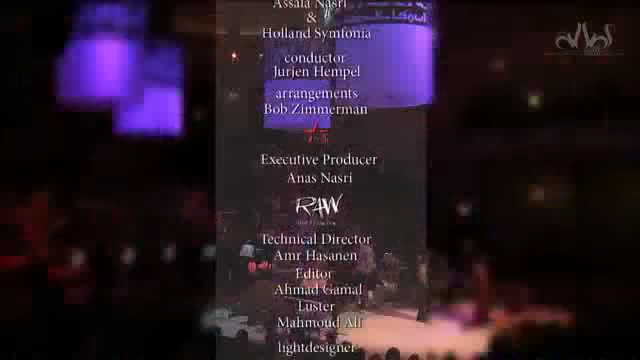 Assala Nasri
&
Holland Symfonia
conductor
Jurjen Hempel
arrangements
Bob Zimmerman
Executive Producer
Anas Nasri
RAW
Technical Director
Amr Hasanen
Editor
Ahmad Gamal
Luster
Mahmoud Ali
lightdesigner